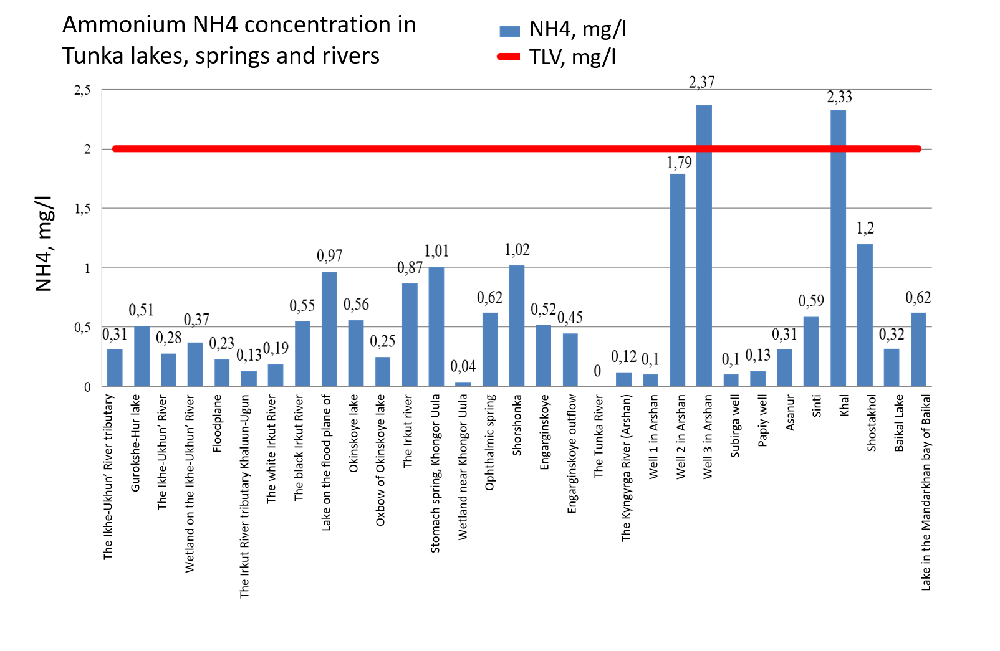 Ammonium NH4 concentration in
Tunka lakes, springs and rivers
NH4, mg/l
TLV, mg/l
NH4, mg/l
2,5
2
1,5
1
0,5
0
0,31
0,51
0,28
0,37
0,23
0,13
0,19
0,55
0,97
0,56
0,25
0,87
1,01
0,04
0,62
1,02
0,52
0,45
0
0,12
0,1
1,79
2,37
0,1
0,13
0,31
0,59
2,33
1,2
0,32
0,62
The Ikhe-Ukhun’ River tributary
Gurokshe-Hur lake
The Ikhe-Ukhun’ River
Wetland on the Ikhe-Ukhun’ River
Floodplane
The Irkut River tributary Khaluun-Ugun
The white Irkut River
The black Irkut River
Lake on the flood plane of
Okinskoye lake
Oxbow of Okinskoye lake
The Irkut river
Stomach spring, Khongor Uula
Wetland near Khongor Uula
Ophthalmic spring
Shorshonka
Engarginskoye
Engarginskoye outflow
The Tunka River
The Kyngyrga River (Arshan)
Well 1 in Arshan
Well 2 in Arshan
Well 3 in Arshan
Subirga well
Papiy well
Asanur
Sinti
Khal
Shostakhol
Baikal Lake
Lake in the Mandarkhan bay of Baikal